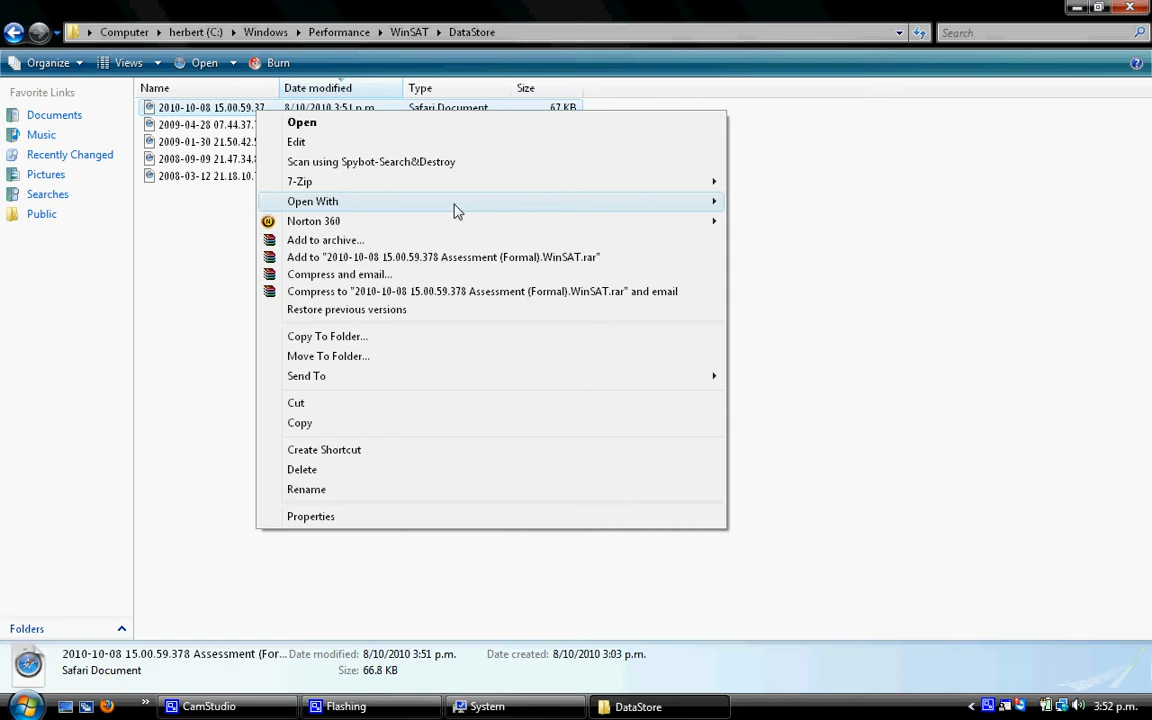 Computer herbert (C:) Windows Performance WinSAT DataStore Search
Organize Views Open Burn
Favorite Links
Documents
Music
Recently Changed
Pictures
Searches
Public
Folders
Name Date modified Type Size
2010-10-08 15.00.59.37 8/10/2010 3:51 p.m. Safari Document 67 KB
2009-04-28 07.44.37.
2009-01-30 21.50.42.
2008-09-09 21.47.34.
2008-03-12 21.18.10.
Open
Edit
Scan using Spybot-Search&Destroy
7-Zip
Open With
Norton 360
Add to archive...
Add to "2010-10-08 15.00.59.378 Assessment (Formal).WinSAT.rar"
Compress and email...
Compress to "2010-10-08 15.00.59.378 Assessment (Formal).WinSAT.rar" and email
Restore previous versions
Copy To Folder...
Move To Folder...
Send To
Cut
Copy
Create Shortcut
Delete
Rename
Properties
2010-10-08 15.00.59.378 Assessment (For... Date modified: 8/10/2010 3:51 p.m. Date created: 8/10/2010 3:03 p.m.
Safari Document Size: 66.8 KB
CamStudio Flashing System DataStore 3:52 p.m.